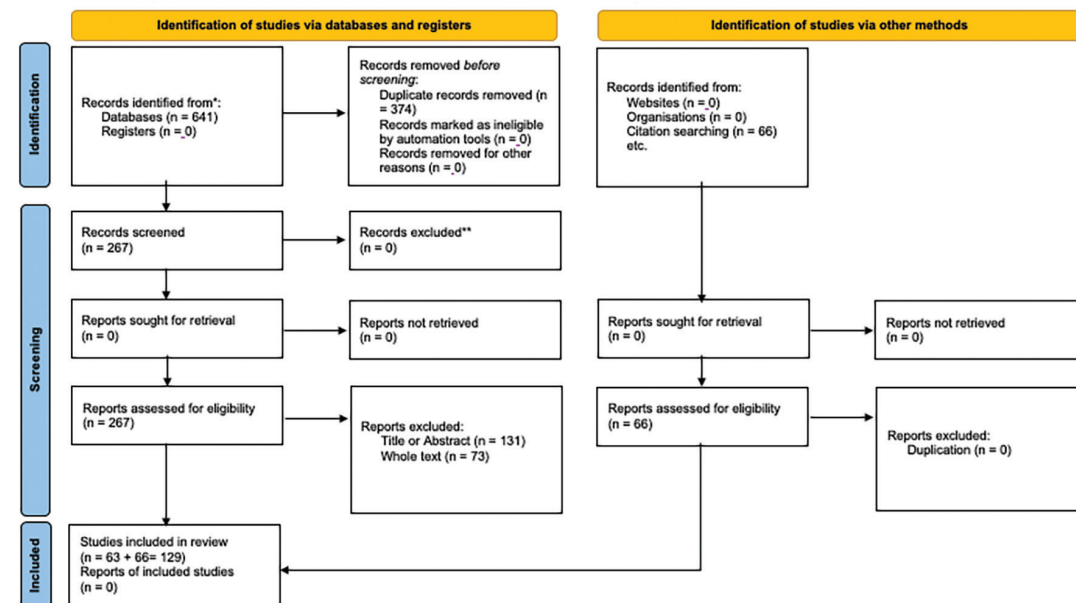 Identification of studies via databases and registers
Identification of studies via other methods
Identification
Records identified from*:
Databases (n = 641)
Registers (n = 0)
Records removed before
screening:
Duplicate records removed (n
= 374)
Records marked as ineligible
by automation tools (n = 0)
Records removed for other
reasons (n = 0)
Records identified from:
Websites (n = 0)
Organisations (n = 0)
Citation searching (n = 66)
etc.
Screening
Records screened
(n = 267)
Records excluded**
(n = 0)
Reports sought for retrieval
(n = 0)
Reports not retrieved
(n = 0)
Reports sought for retrieval
(n = 0)
Reports not retrieved
(n = 0)
Reports assessed for eligibility
(n = 267)
Reports excluded:
Title or Abstract (n = 131)
Whole text (n = 73)
Reports assessed for eligibility
(n = 66)
Reports excluded:
Duplication (n = 0)
Included
Studies included in review
(n = 63 + 66= 129)
Reports of included studies
(n = 0)